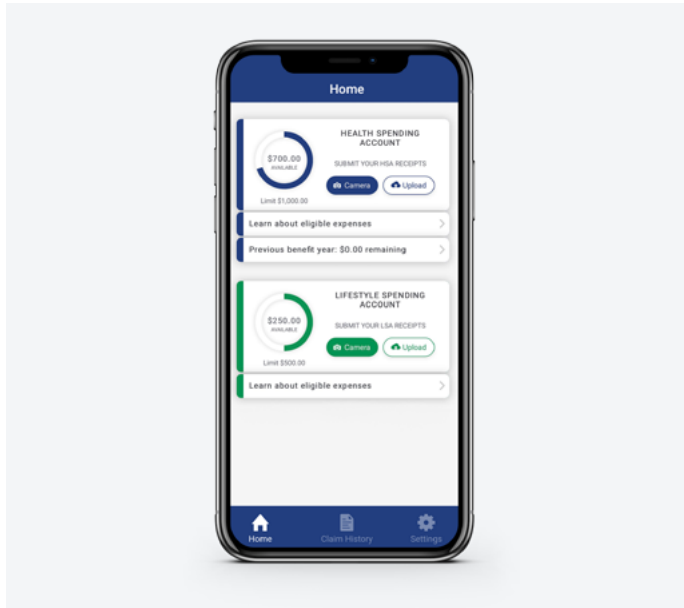 Home
HEALTH SPENDING
ACCOUNT
$700.00
AVAILABLE
SUBMIT YOUR HSA RECEIPTS
Camera
Upload
Limit $1,000.00
Learn about eligible expenses
Previous benefit year: $0.00 remaining
LIFESTYLE SPENDING
ACCOUNT
$250.00
AVAILABLE
SUBMIT YOUR LSA RECEIPTS
Camera
Upload
Limit $500.00
Learn about eligible expenses
Home
Claim History
Settings